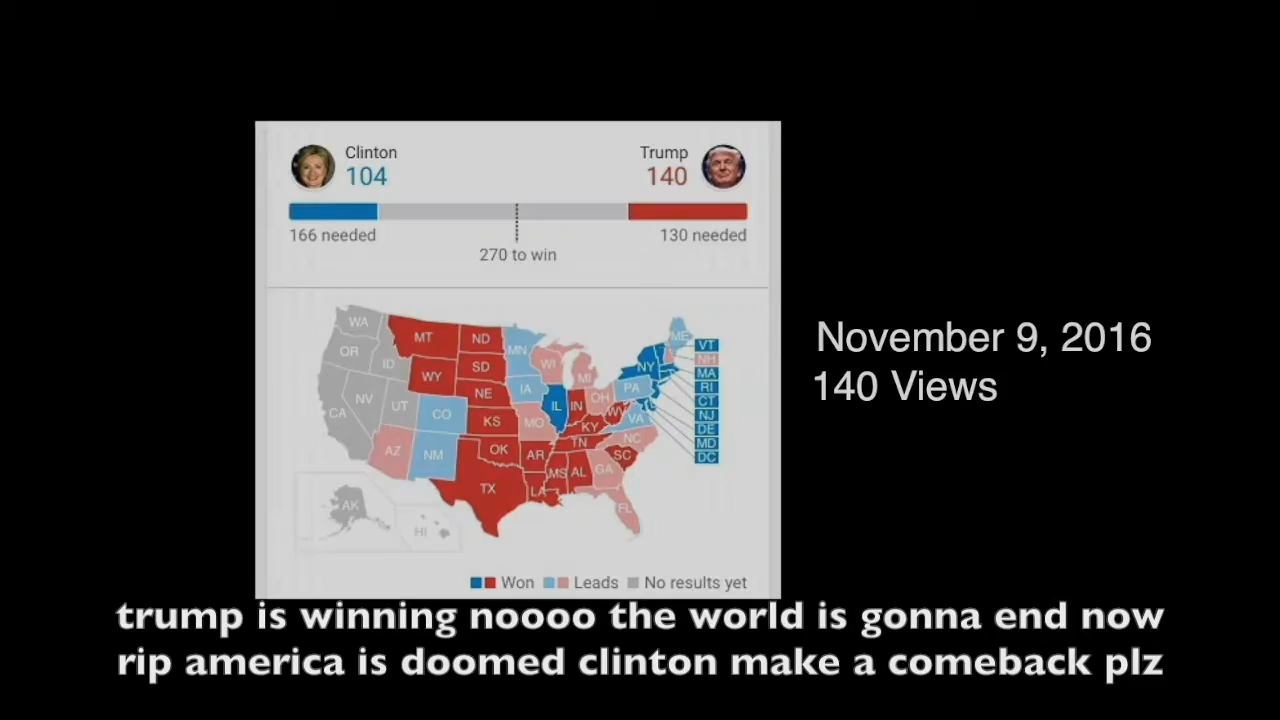 Clinton
104
Trump
140
166 needed
130 needed
270 to win
WA
MT
ND
MN
ME
VT
OR
ID
SD
WI
MI
NY
NH
WY
MA
NE
IA
PA
RI
NV
UT
CO
IL
IN
OH
CT
CA
KS
MO
WV
VA
NJ
KY
DE
AZ
NM
OK
AR
TN
NC
MD
SC
DC
MS
AL
GA
TX
LA
FL
AK
HI
Won
Leads
No results yet
November 9, 2016
140 Views
trump is winning noooo the world is gonna end now
rip america is doomed clinton make a comeback plz